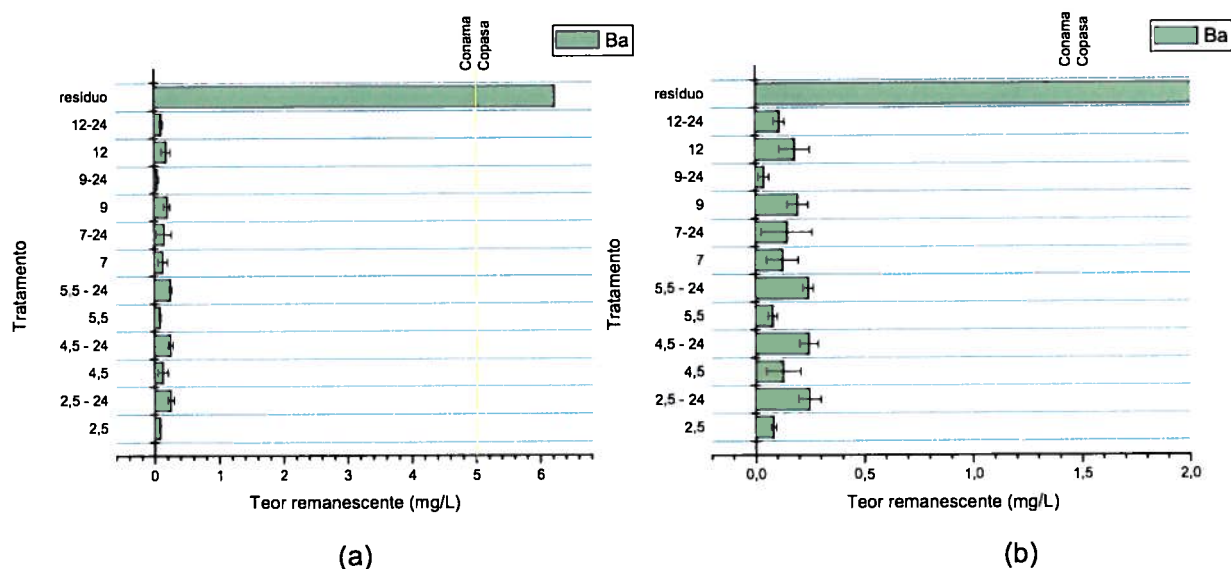 Conama
Copasa
Ba
resíduo
12-24
12
9-24
9
7-24
7
5,5 - 24
5,5
4,5 - 24
4,5
2,5 - 24
2,5
Tratamento
0 1 2 3 4 5 6
Teor remanescente (mg/L)
(a)
Conama
Copasa
Ba
resíduo
12-24
12
9-24
9
7-24
7
5,5 - 24
5,5
4,5 - 24
4,5
2,5 - 24
2,5
Tratamento
0,0 0,5 1,0 1,5 2,0
Teor remanescente (mg/L)
(b)